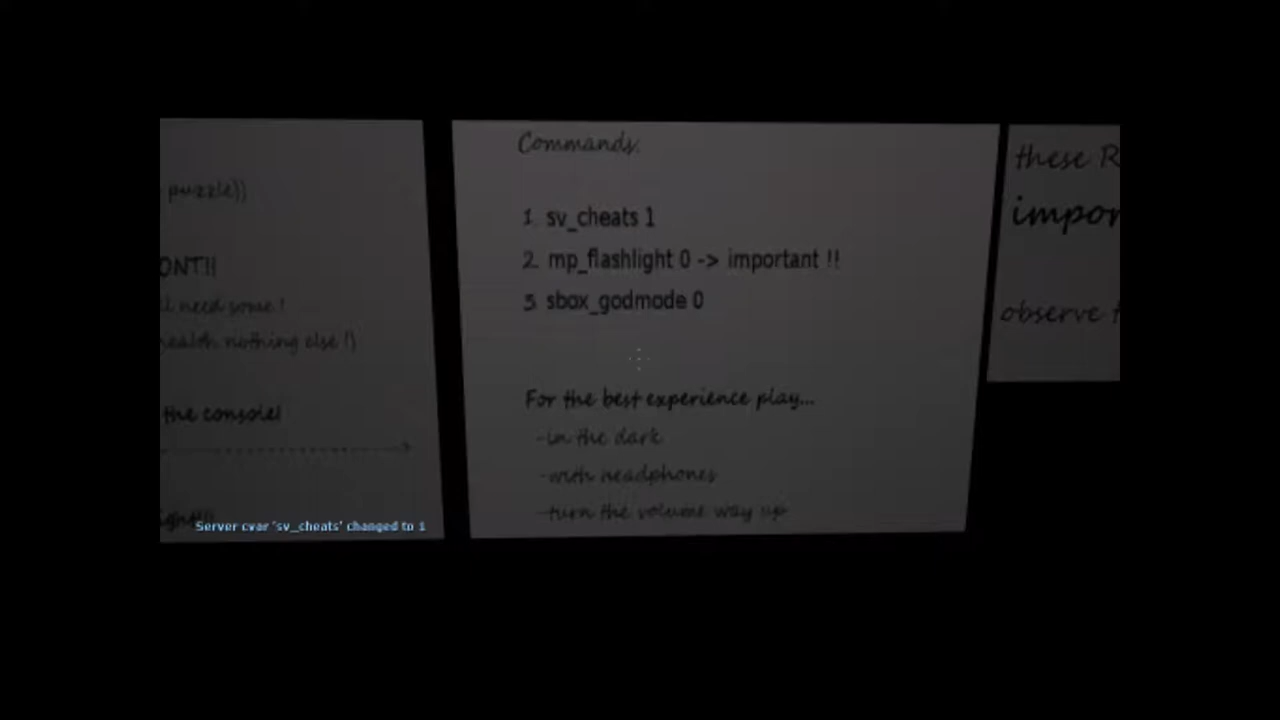 puzzle))
ONT!!
ll need some!
health nothing else!)
the console!
Server cvar 'sv_cheats' changed to 1
Commands:
1. sv_cheats 1
2. mp_flashlight 0 -> important !!
3. sbox_godmode 0
For the best experience play...
-in the dark
-with headphones
-turn the volume way up
these R
impor
observe t